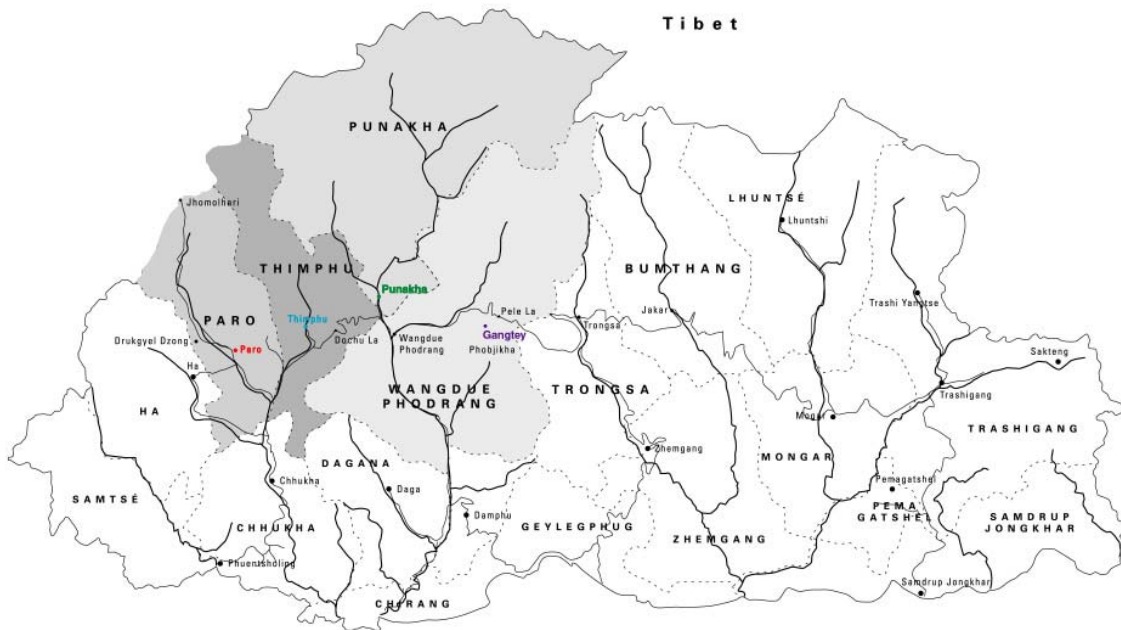 Tibet
PUNAKHA
Jhomolhari
LHUNTSÉ
Lhuntshi
THIMPHU
BUMTHANG
Punakha
Trashi Yangtse
PARO
Thimphu
Pele La
Jakar
Trongsa
Gangtey
Dochu La
Wangdue
Phodrang
Drukgyel Dzong
Paro
Phobjikha
Sakteng
Ha
WANGDUE
PHODRANG
TRONGSA
Trashigang
HA
Mogar
TRASHIGANG
Zhemgang
MONGAR
DAGANA
Chhukha
Daga
Pemagatshel
SAMTSÉ
PEMA
GATSHEL
Damphu
CHHUKHA
GEYLEGPHUG
SAMDRUP
JONGKHAR
ZHEMGANG
Phuentsholing
Samdrup Jongkhar
CHIRANG